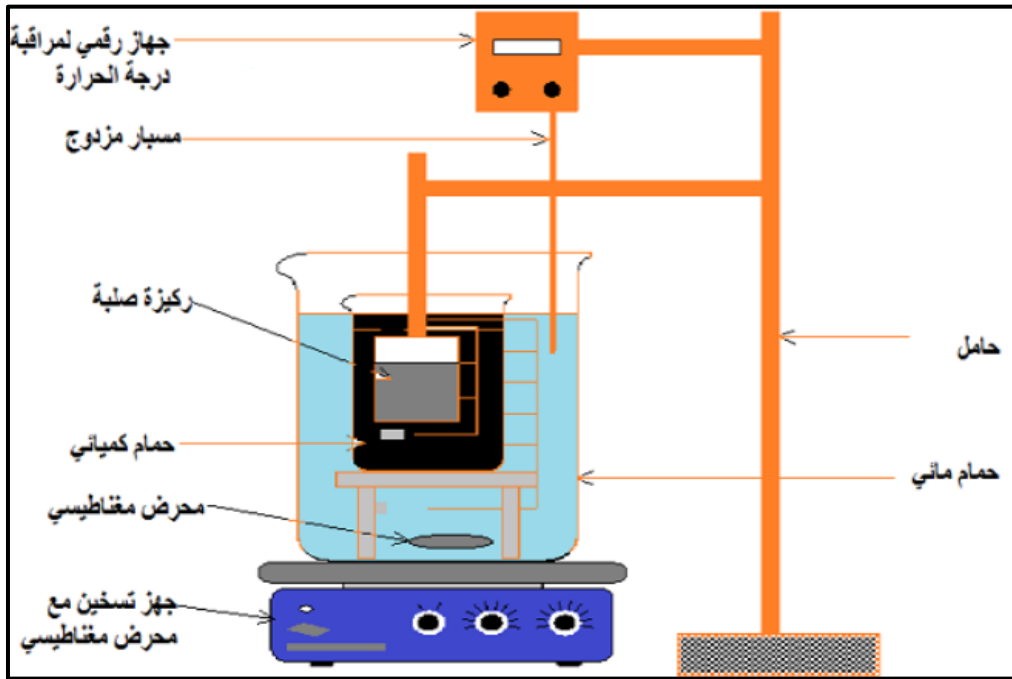 جهاز رقمي لمراقبة
درجة الحرارة
مسبار مزدوج
ركيزة صلبة
حامل
حمام كميائي
حمام مائي
محرض مغناطيسي
جهز تسخين مع
محرض مغناطيسي